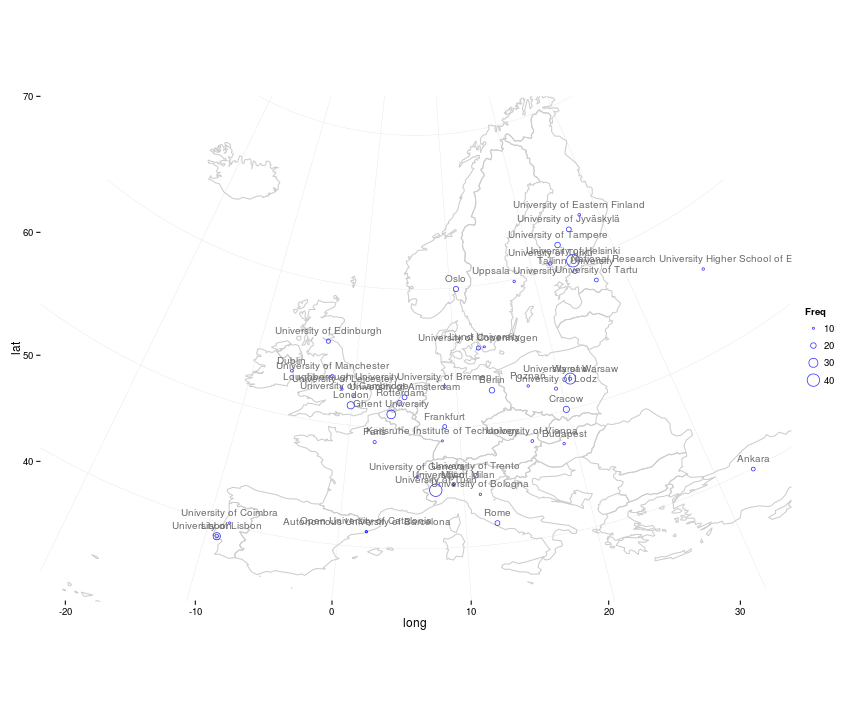 70
60
50
40
lat
University of Eastern Finland
University of Jyväskylä
University of Tampere
University of Helsinki
National Research University Higher School of E
Tallinn University
University of Tartu
Uppsala University
Oslo
University of Edinburgh
Lund University
University of Copenhagen
Dublin
University of Manchester
Loughborough University
University of Leicester
University of Cambridge
University of Bremen
University of Amsterdam
London
Rotterdam
Ghent University
Berlin
Poznan
University of Warsaw
Warsaw
University of Lodz
Cracow
Frankfurt
Paris
Karlsruhe Institute of Technology
University of Vienna
Budapest
University of Geneva
University of Trento
University of Milan
Milan
University of Turin
University of Bologna
Ankara
University of Coimbra
University of Lisbon
Lisbon
Open University of Catalonia
Autonomous University of Barcelona
Rome
-20
-10
0
10
20
30
long
Freq
10
20
30
40